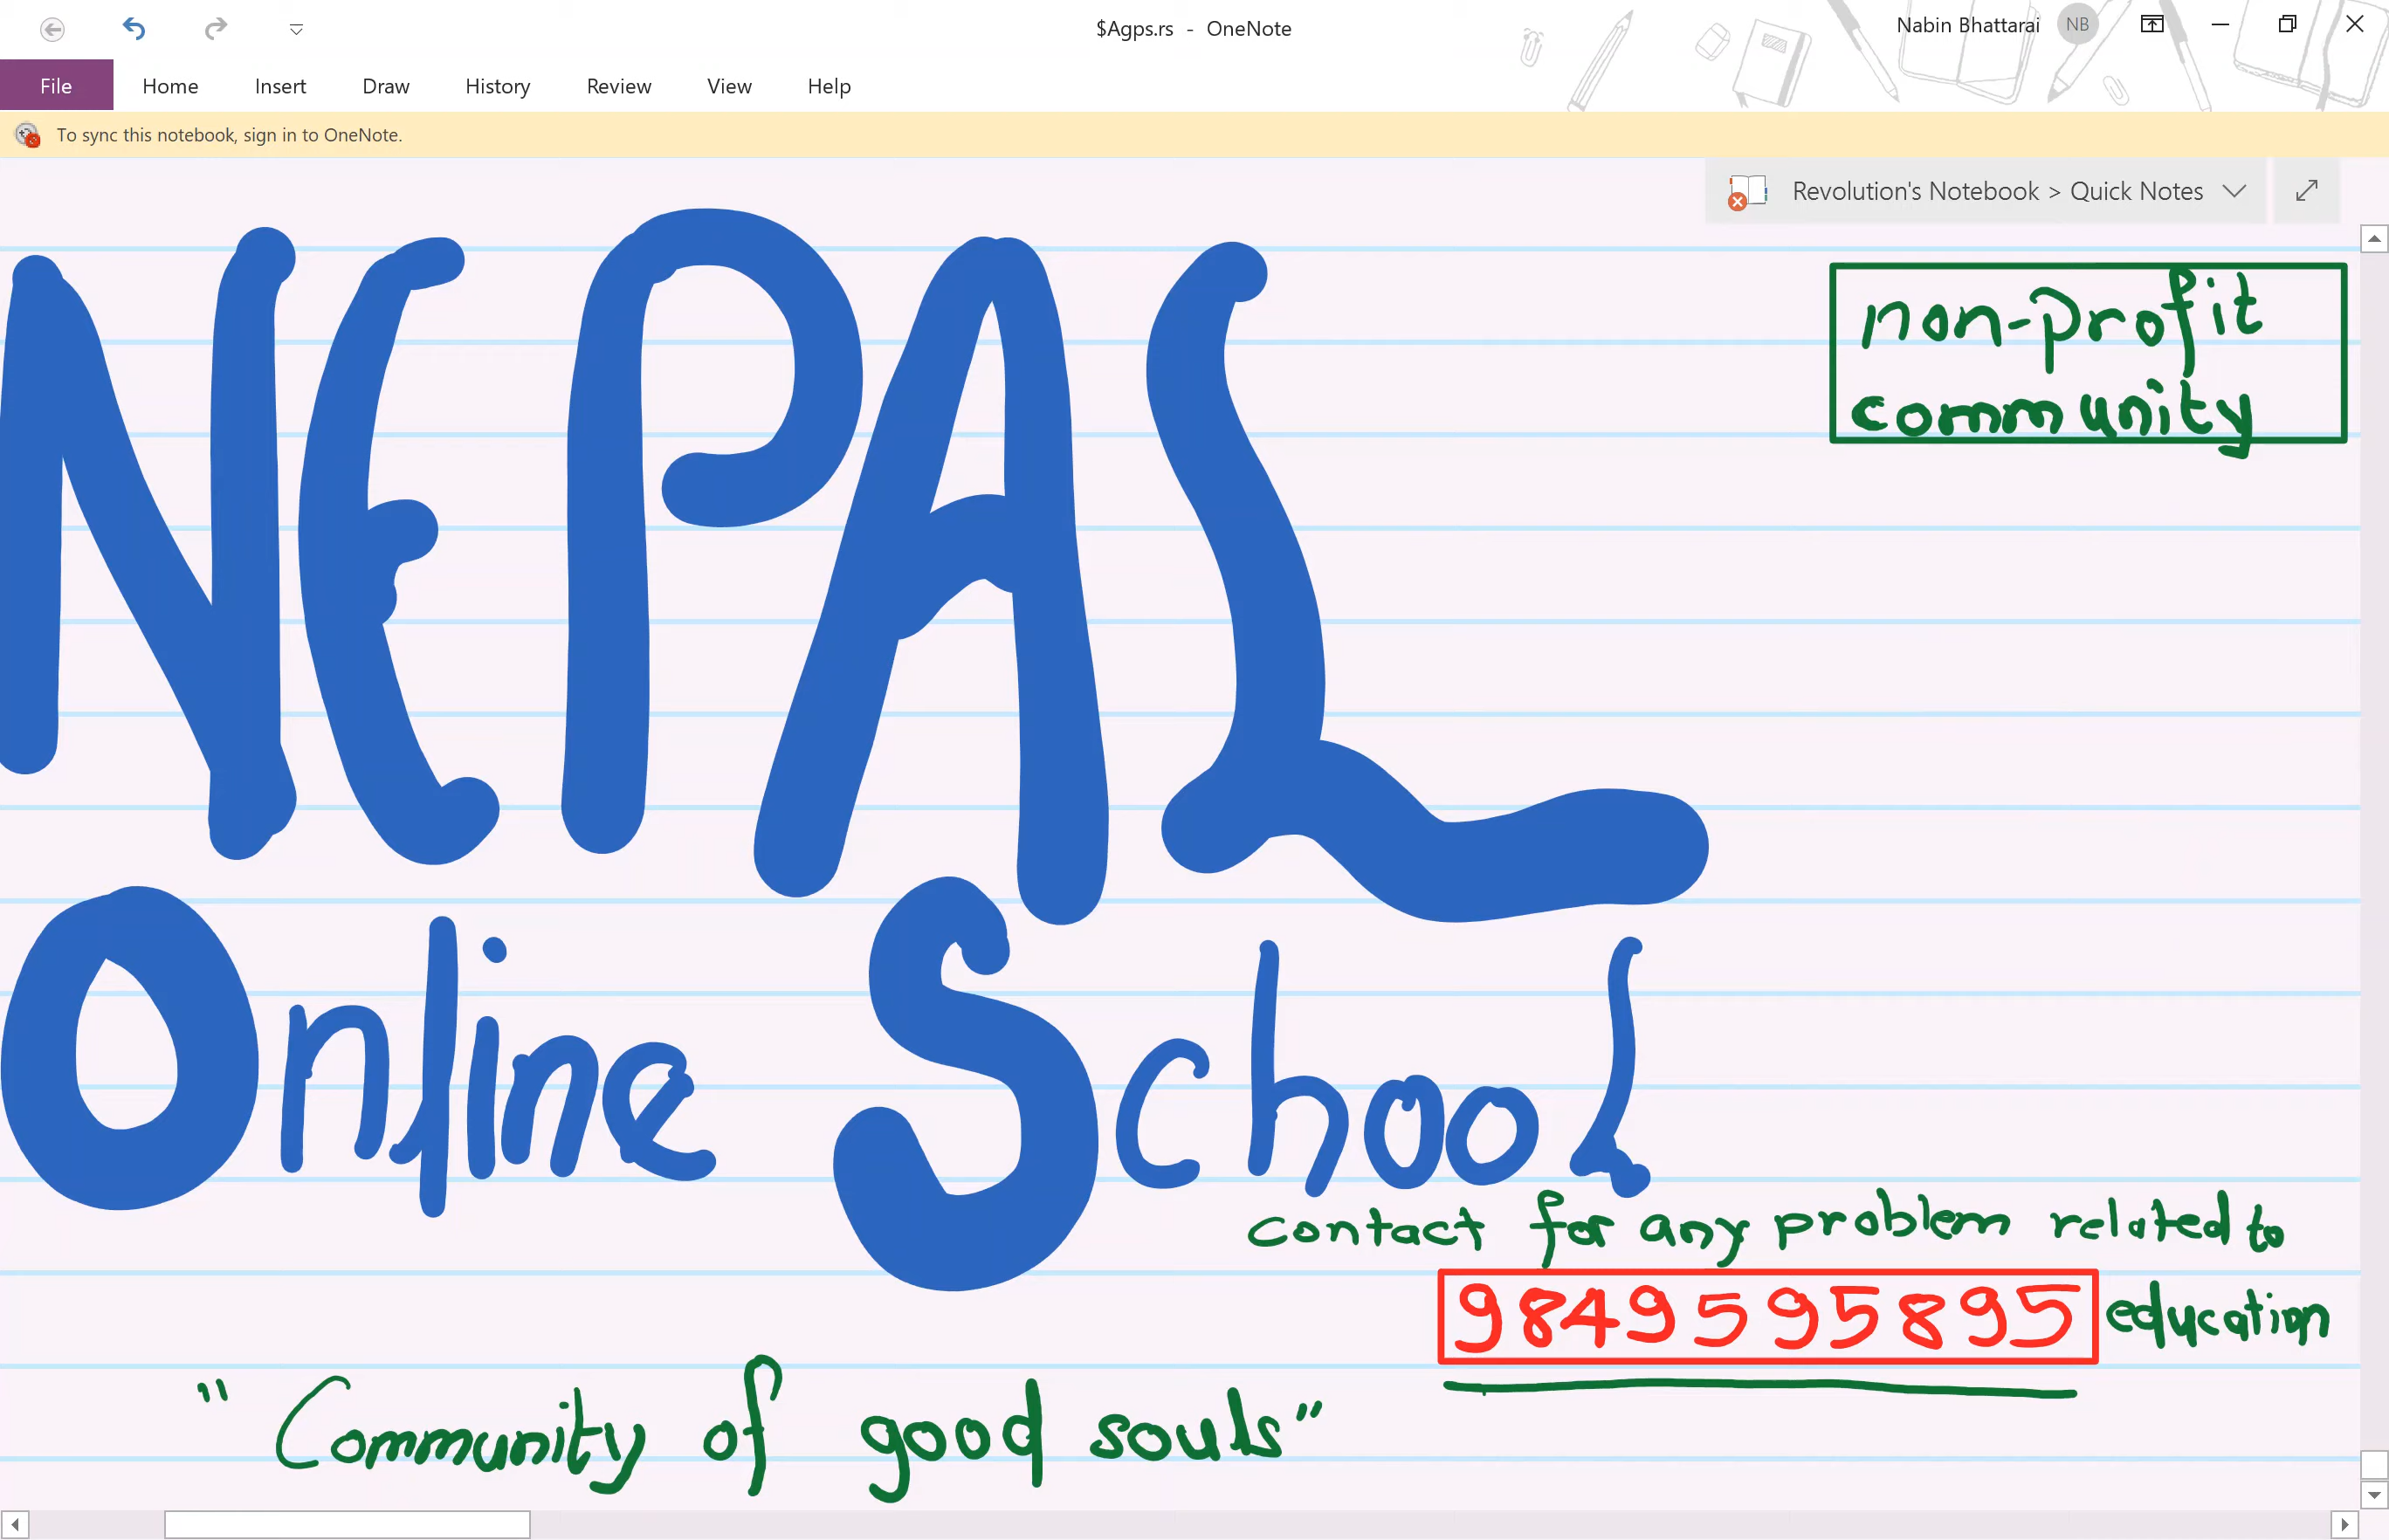 $Agps.rs - OneNote
Nabin Bhattarai NB
File Home Insert Draw History Review View Help
To sync this notebook, sign in to OneNote.
Revolution's Notebook > Quick Notes
non-profit
community
NEPAL
Online School
contact for any problem related to
9849595895 education
"Community of good souls"